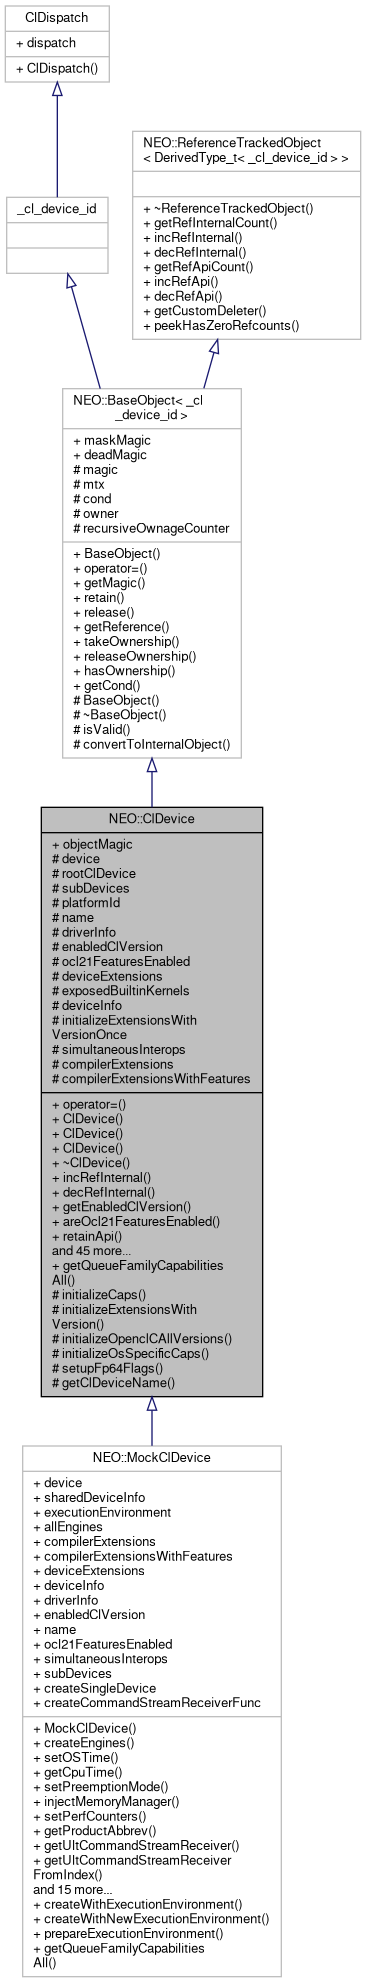 ClDispatch
+ dispatch
+ ClDispatch()
NEO::ReferenceTrackedObject
< DerivedType_t< _cl_device_id > >
+ ~ReferenceTrackedObject()
+ getRefInternalCount()
+ incRefInternal()
+ decRefInternal()
+ getRefApiCount()
+ incRefApi()
+ decRefApi()
+ getCustomDeleter()
+ peekHasZeroRefcounts()
_cl_device_id
NEO::BaseObject< _cl
_device_id >
+ maskMagic
+ deadMagic
# magic
# mtx
# cond
# owner
# recursiveOwnageCounter
+ BaseObject()
+ operator=()
+ getMagic()
+ retain()
+ release()
+ getReference()
+ takeOwnership()
+ releaseOwnership()
+ hasOwnership()
+ getCond()
# BaseObject()
# ~BaseObject()
# isValid()
# convertToInternalObject()
NEO::ClDevice
+ objectMagic
# device
# rootClDevice
# subDevices
# platformId
# name
# driverInfo
# enabledClVersion
# ocl21FeaturesEnabled
# deviceExtensions
# exposedBuiltinKernels
# deviceInfo
# initializeExtensionsWith
VersionOnce
# simultaneousInterops
# compilerExtensions
# compilerExtensionsWithFeatures
+ operator=()
+ ClDevice()
+ ClDevice()
+ ClDevice()
+ ~ClDevice()
+ incRefInternal()
+ decRefInternal()
+ getEnabledClVersion()
+ areOcl21FeaturesEnabled()
+ retainApi()
and 45 more...
+ getQueueFamilyCapabilities
All()
# initializeCaps()
# initializeExtensionsWith
Version()
# initializeOpenclCAllVersions()
# initializeOsSpecificCaps()
# setupFp64Flags()
# getClDeviceName()
NEO::MockClDevice
+ device
+ sharedDeviceInfo
+ executionEnvironment
+ allEngines
+ compilerExtensions
+ compilerExtensionsWithFeatures
+ deviceExtensions
+ deviceInfo
+ driverInfo
+ enabledClVersion
+ name
+ ocl21FeaturesEnabled
+ simultaneousInterops
+ subDevices
+ createSingleDevice
+ createCommandStreamReceiverFunc
+ MockClDevice()
+ createEngines()
+ setOSTime()
+ getCpuTime()
+ setPreemptionMode()
+ injectMemoryManager()
+ setPerfCounters()
+ getProductAbbrev()
+ getUltCommandStreamReceiver()
+ getUltCommandStreamReceiver
FromIndex()
and 15 more...
+ createWithExecutionEnvironment()
+ createWithNewExecutionEnvironment()
+ prepareExecutionEnvironment()
+ getQueueFamilyCapabilities
All()